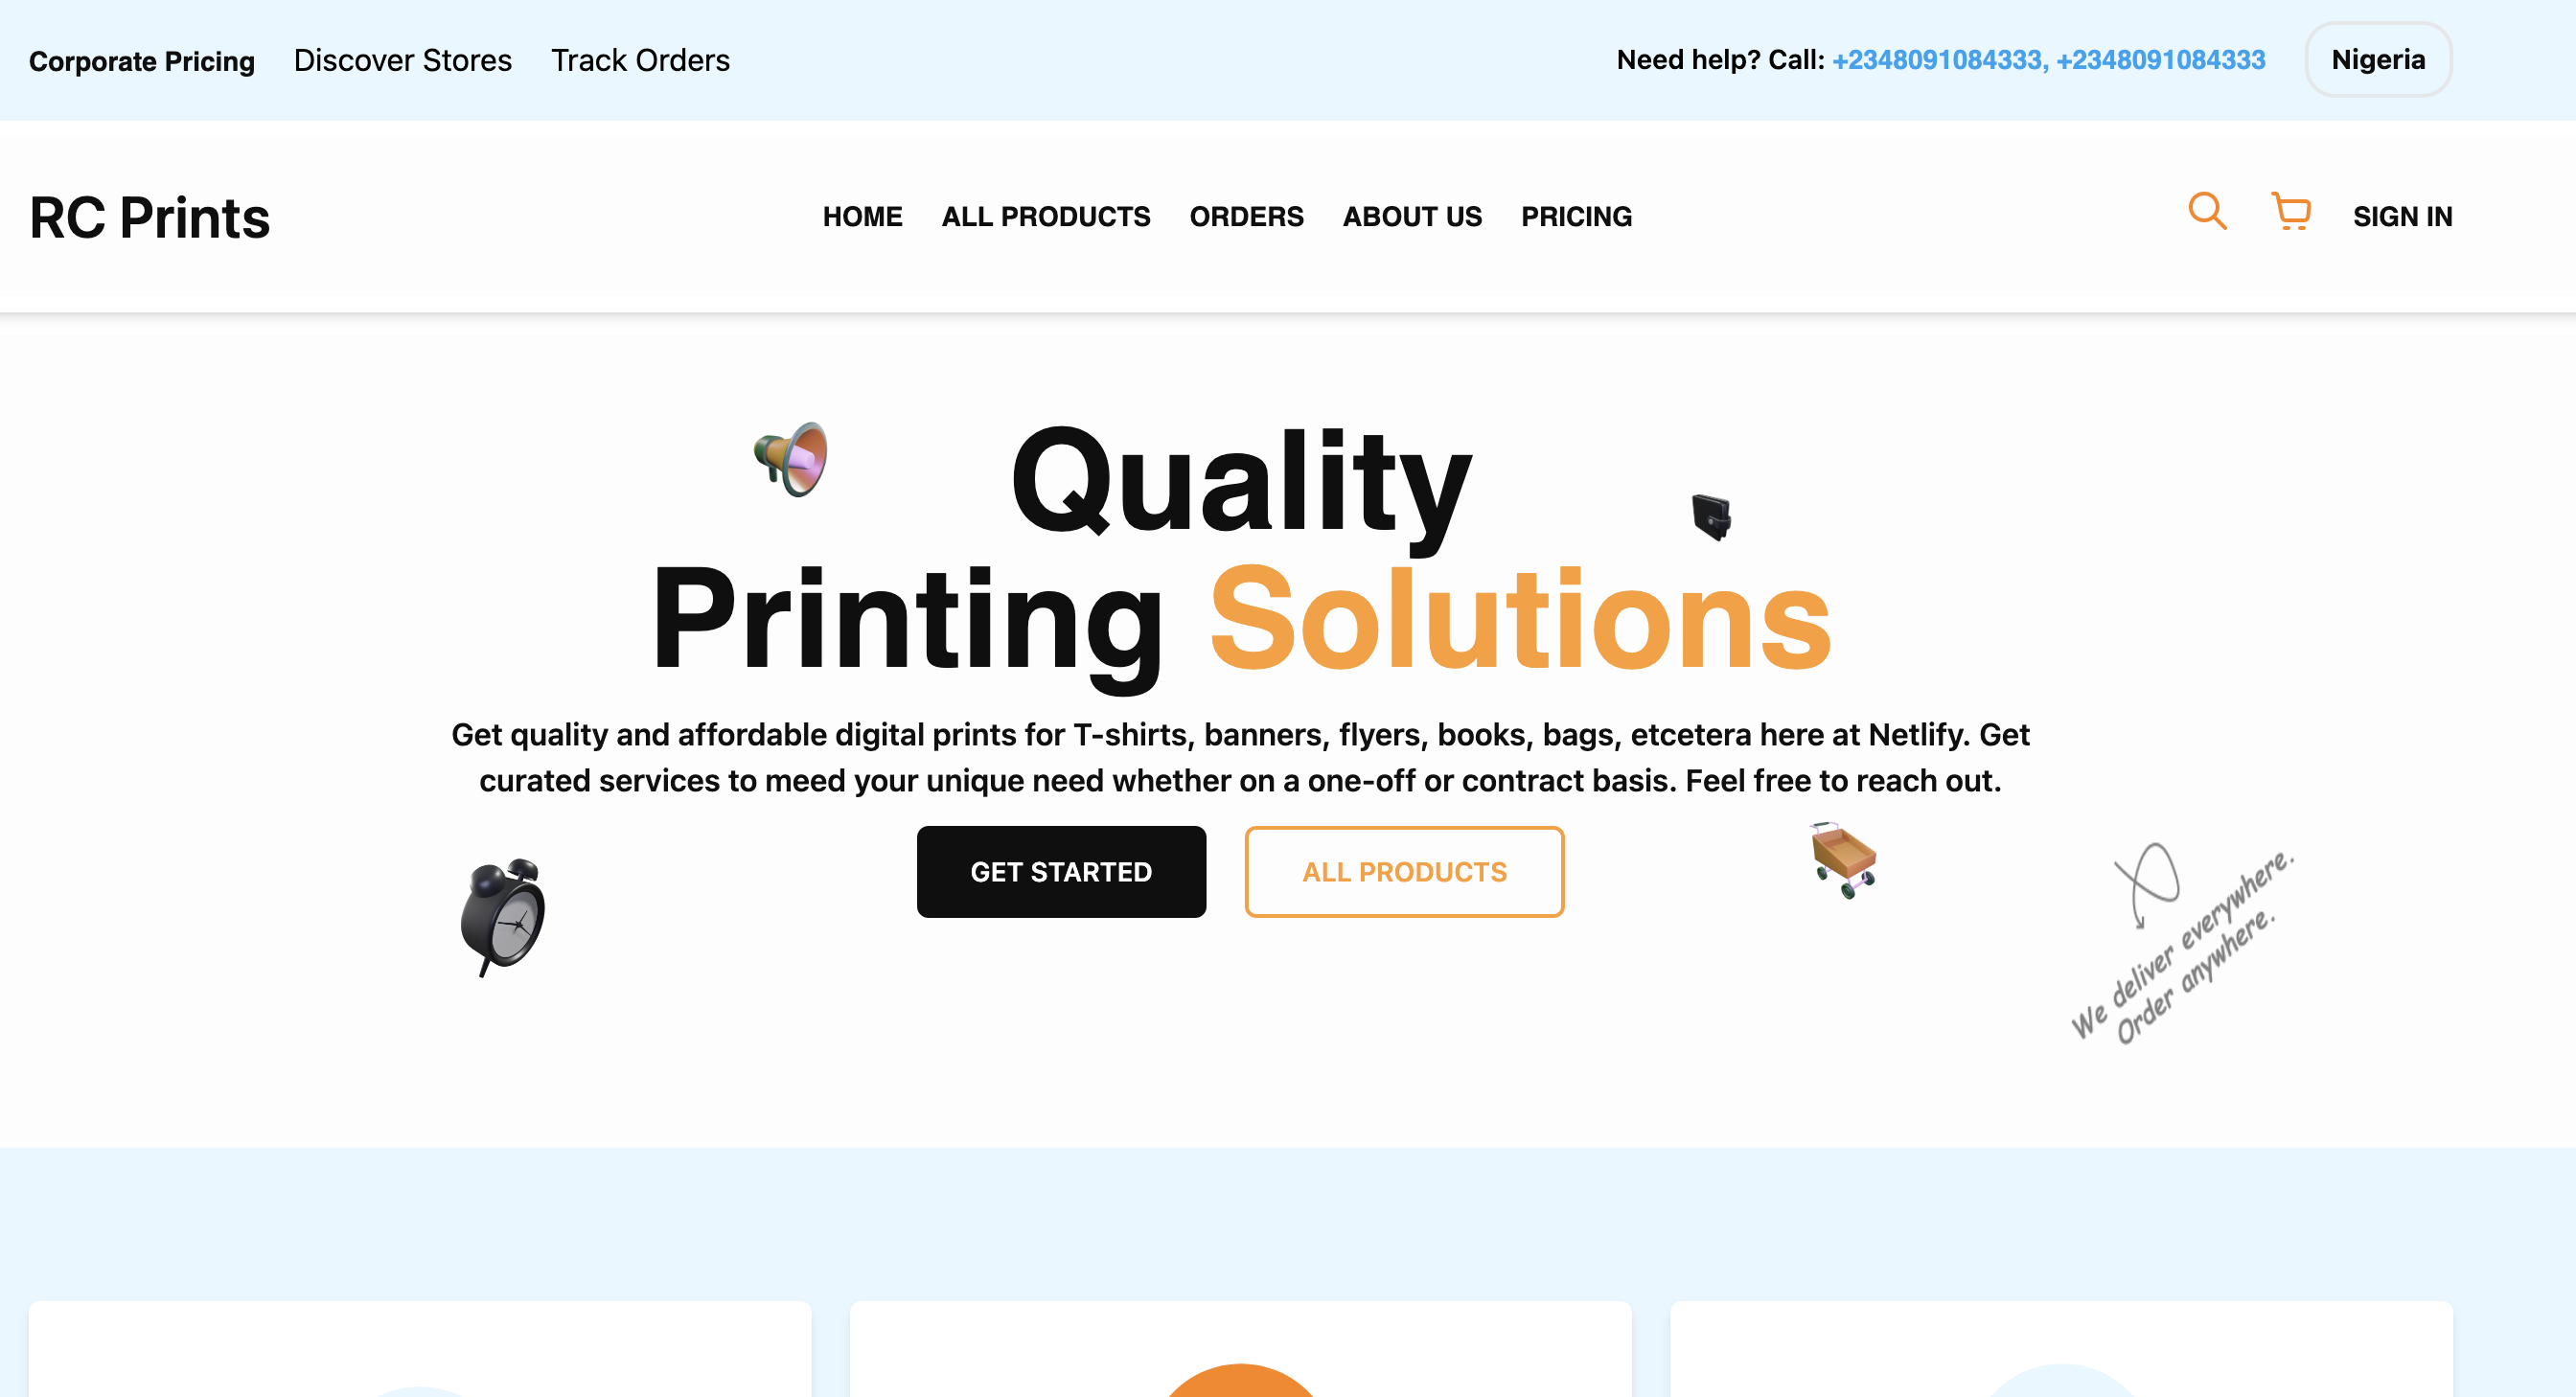 Corporate Pricing Discover Stores Track Orders Need help? Call: +2348091084333, +2348091084333 Nigeria
RC Prints HOME ALL PRODUCTS ORDERS ABOUT US PRICING SIGN IN
Quality
Printing Solutions
Get quality and affordable digital prints for T-shirts, banners, flyers, books, bags, etcetera here at Netlify. Get
curated services to meed your unique need whether on a one-off or contract basis. Feel free to reach out.
GET STARTED ALL PRODUCTS
We deliver everywhere.
Order anywhere.